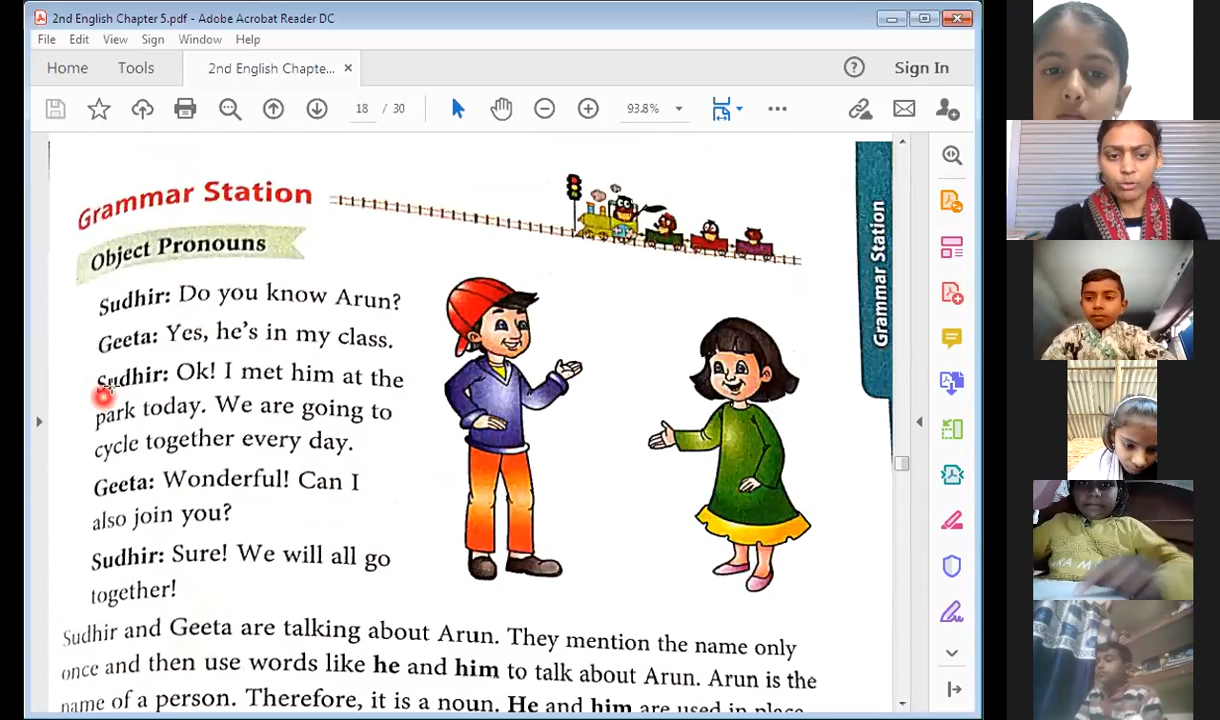 2nd English Chapter 5.pdf - Adobe Acrobat Reader DC
File Edit View Sign Window Help
Home Tools 2nd English Chapte... × Sign In
18 / 30 93.8%
Grammar Station
Object Pronouns
Sudhir: Do you know Arun?
Geeta: Yes, he's in my class.
Sudhir: Ok! I met him at the
park today. We are going to
cycle together every day.
Geeta: Wonderful! Can I
also join you?
Sudhir: Sure! We will all go
together!
Sudhir and Geeta are talking about Arun. They mention the name only
once and then use words like he and him to talk about Arun. Arun is the
name of a person. Therefore, it is a noun. He and him are used in place
Grammar Station